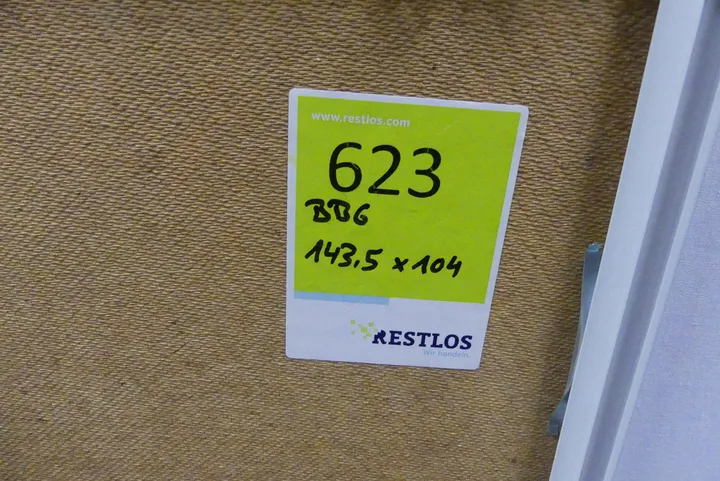 www.restlos.com
623
BBG
143,5 x 104
RESTLOS
Wir handeln.